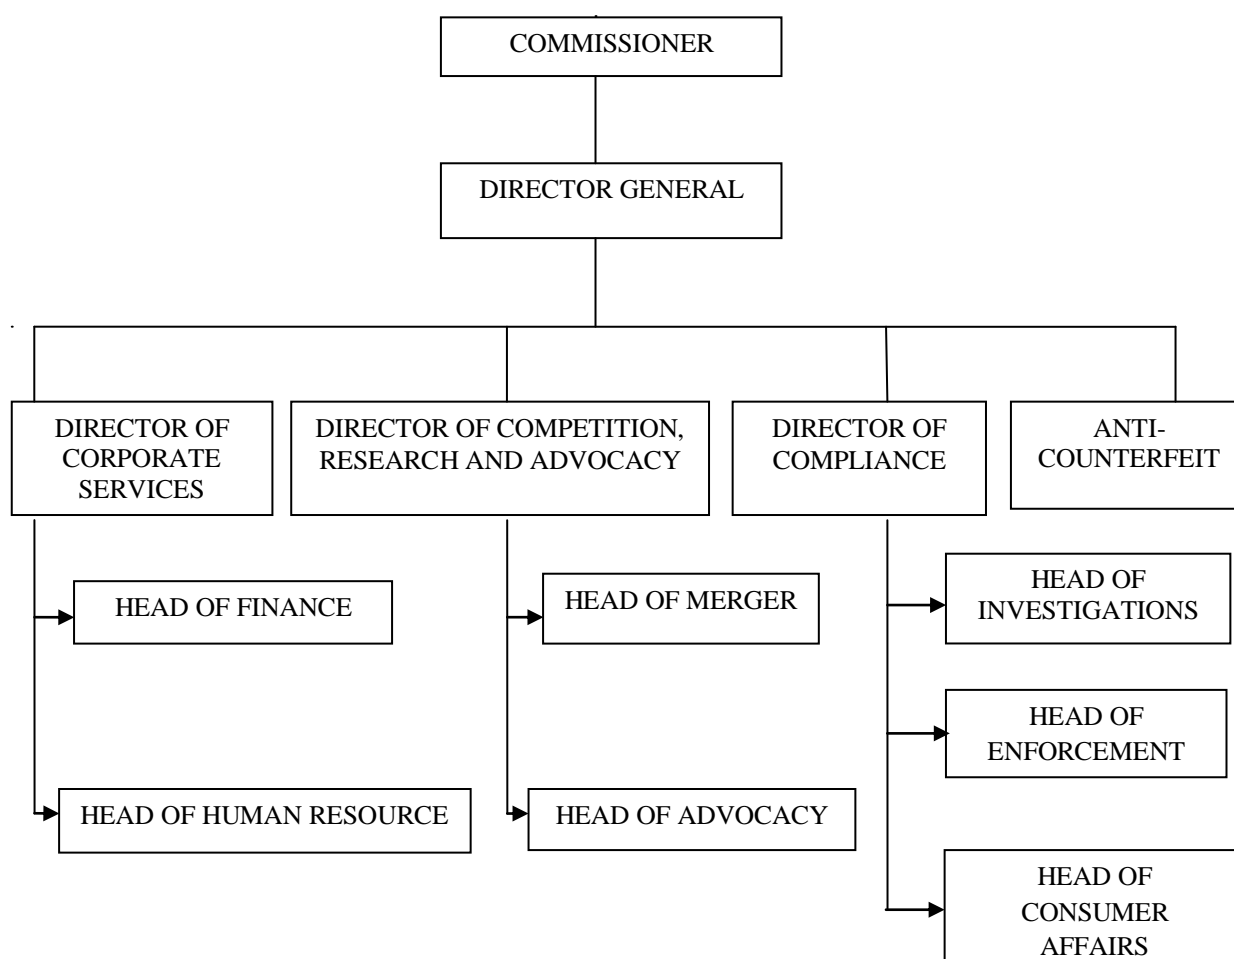 COMMISSIONER
DIRECTOR GENERAL
DIRECTOR OF
CORPORATE
SERVICES
DIRECTOR OF COMPETITION,
RESEARCH AND ADVOCACY
DIRECTOR OF
COMPLIANCE
ANTI-
COUNTERFEIT
HEAD OF FINANCE
HEAD OF HUMAN RESOURCE
HEAD OF MERGER
HEAD OF ADVOCACY
HEAD OF
INVESTIGATIONS
HEAD OF
ENFORCEMENT
HEAD OF
CONSUMER
AFFAIRS